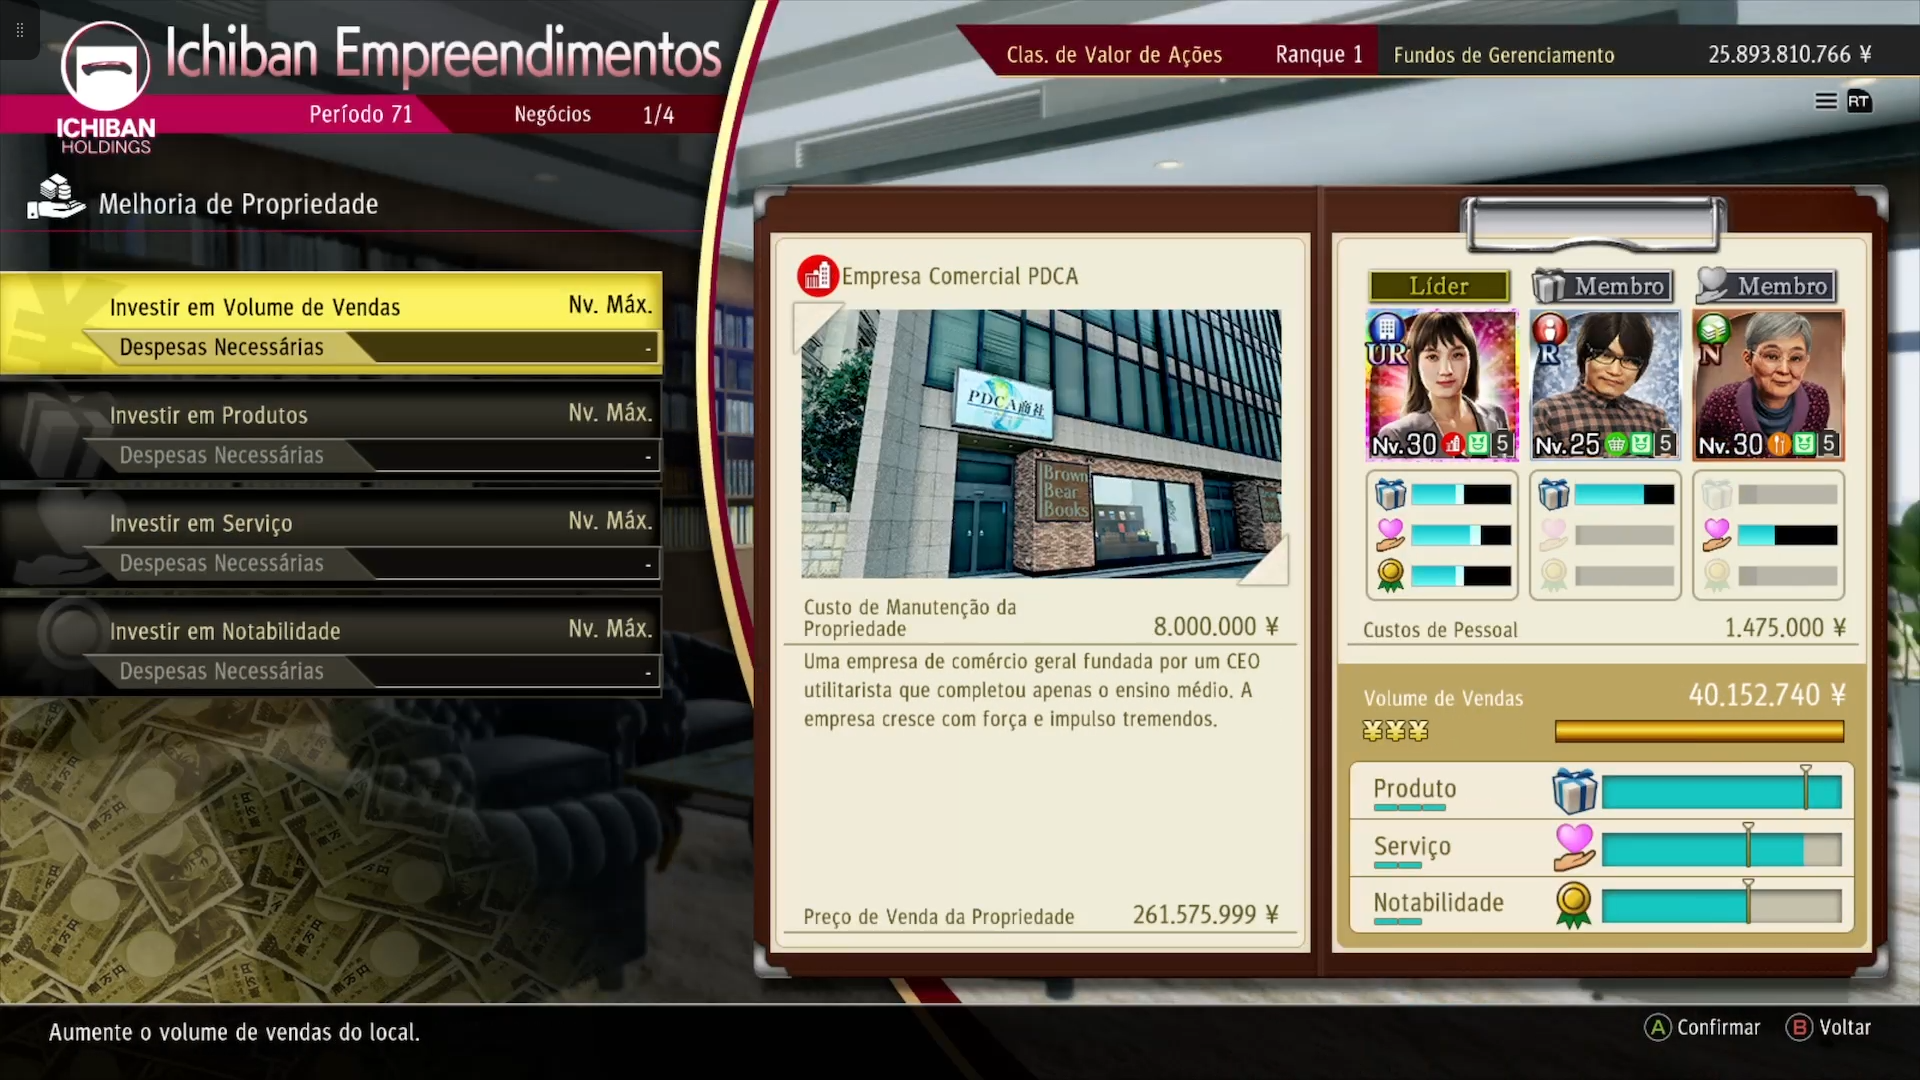 Ichiban Empreendimentos
ICHIBAN
HOLDINGS
Período 71
Negócios 1/4
Clas. de Valor de Ações Ranque 1
Fundos de Gerenciamento 25.893.810.766 ¥
RT
Melhoria de Propriedade
Investir em Volume de Vendas Nv. Máx.
Despesas Necessárias -
Investir em Produtos Nv. Máx.
Despesas Necessárias -
Investir em Serviço Nv. Máx.
Despesas Necessárias -
Investir em Notabilidade Nv. Máx.
Despesas Necessárias -
Empresa Comercial PDCA
PDCA商社
Brown
Bear
Books
Custo de Manutenção da
Propriedade 8.000.000 ¥
Uma empresa de comércio geral fundada por um CEO
utilitarista que completou apenas o ensino médio. A
empresa cresce com força e impulso tremendos.
Preço de Venda da Propriedade 261.575.999 ¥
Líder Membro Membro
UR R N
Nv.30 5 Nv.25 5 Nv.30 5
Custos de Pessoal 1.475.000 ¥
Volume de Vendas 40.152.740 ¥
¥¥¥
Produto
Serviço
Notabilidade
Aumente o volume de vendas do local.
A Confirmar B Voltar